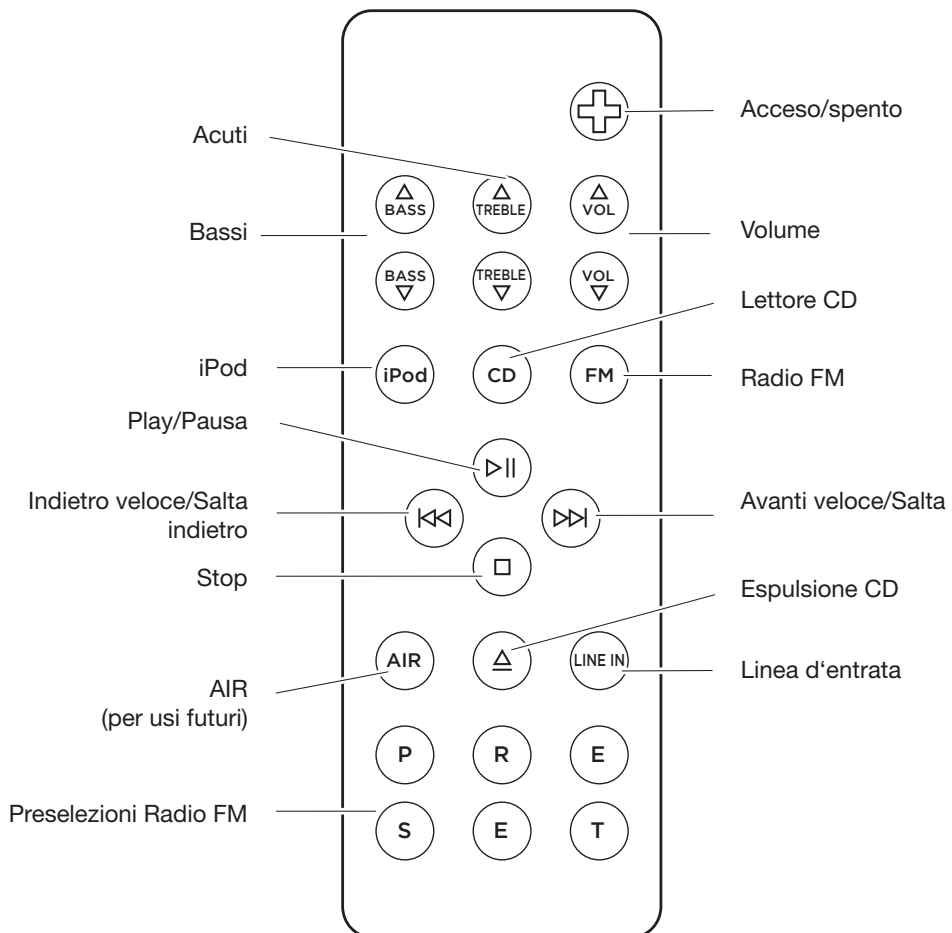 Acceso/spento
Acuti
BASS
TREBLE
VOL
Bassi
Volume
BASS
TREBLE
VOL
Lettore CD
iPod
iPod
CD
FM
Radio FM
Play/Pausa
Indietro veloce/Salta
indietro
Avanti veloce/Salta
Stop
Espulsione CD
AIR
LINE IN
Linea d‘entrata
AIR
(per usi futuri)
P
R
E
Preselezioni Radio FM
S
E
T